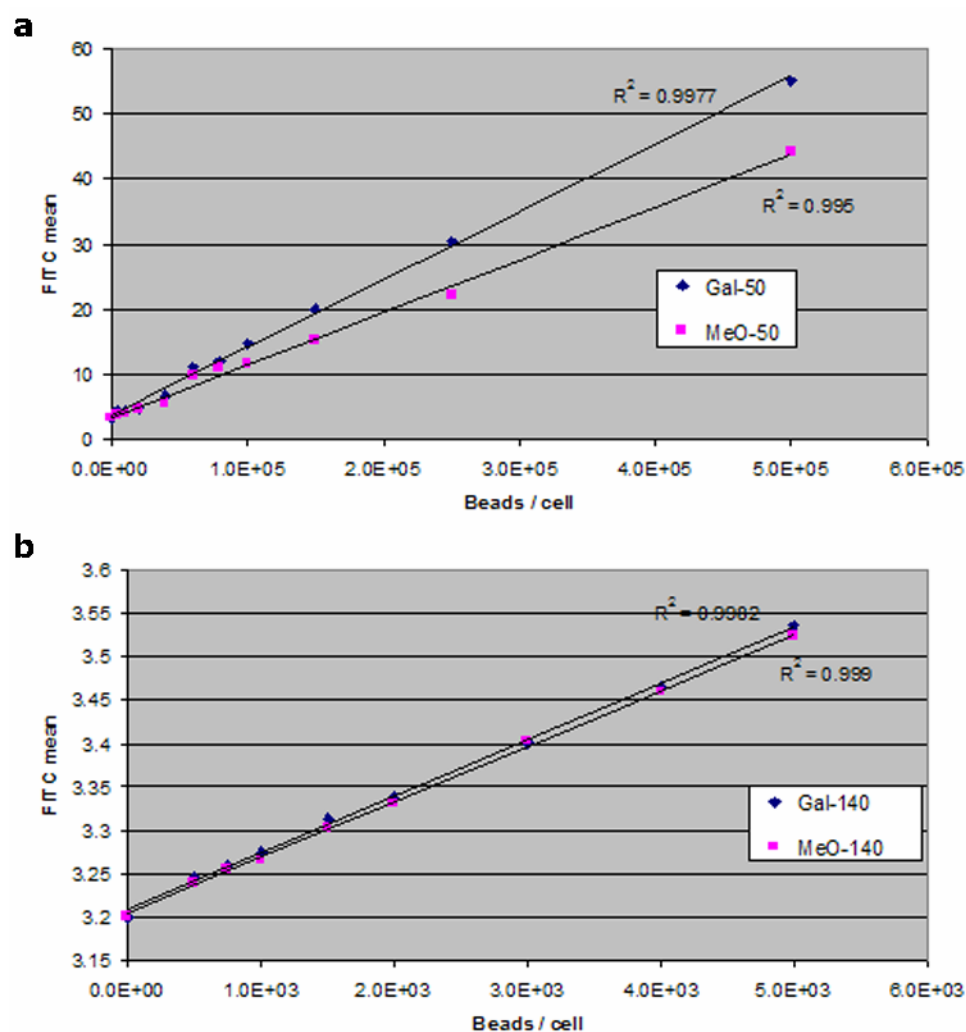 a
60
50
40
30
20
10
0
FITC mean
R² = 0.9977
R² = 0.995
Gal-50
MeO-50
0.0E+00 1.0E+05 2.0E+05 3.0E+05 4.0E+05 5.0E+05 6.0E+05
Beads / cell
b
3.6
3.55
3.5
3.45
3.4
3.35
3.3
3.25
3.2
3.15
FITC mean
R² = 0.9982
R² = 0.999
Gal-140
MeO-140
0.0E+00 1.0E+03 2.0E+03 3.0E+03 4.0E+03 5.0E+03 6.0E+03
Beads / cell